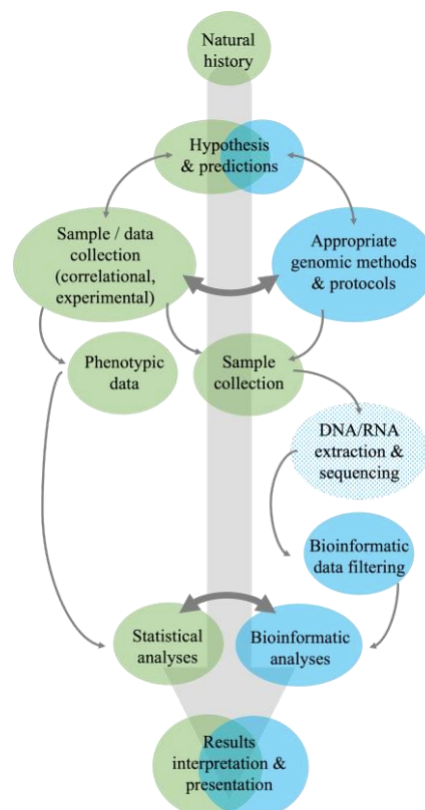 Natural
history
Hypothesis
& predictions
Sample / data
collection
(correlational,
experimental)
Appropriate
genomic methods
& protocols
Phenotypic
data
Sample
collection
DNA/RNA
extraction &
sequencing
Bioinformatic
data filtering
Statistical
analyses
Bioinformatic
analyses
Results
interpretation &
presentation